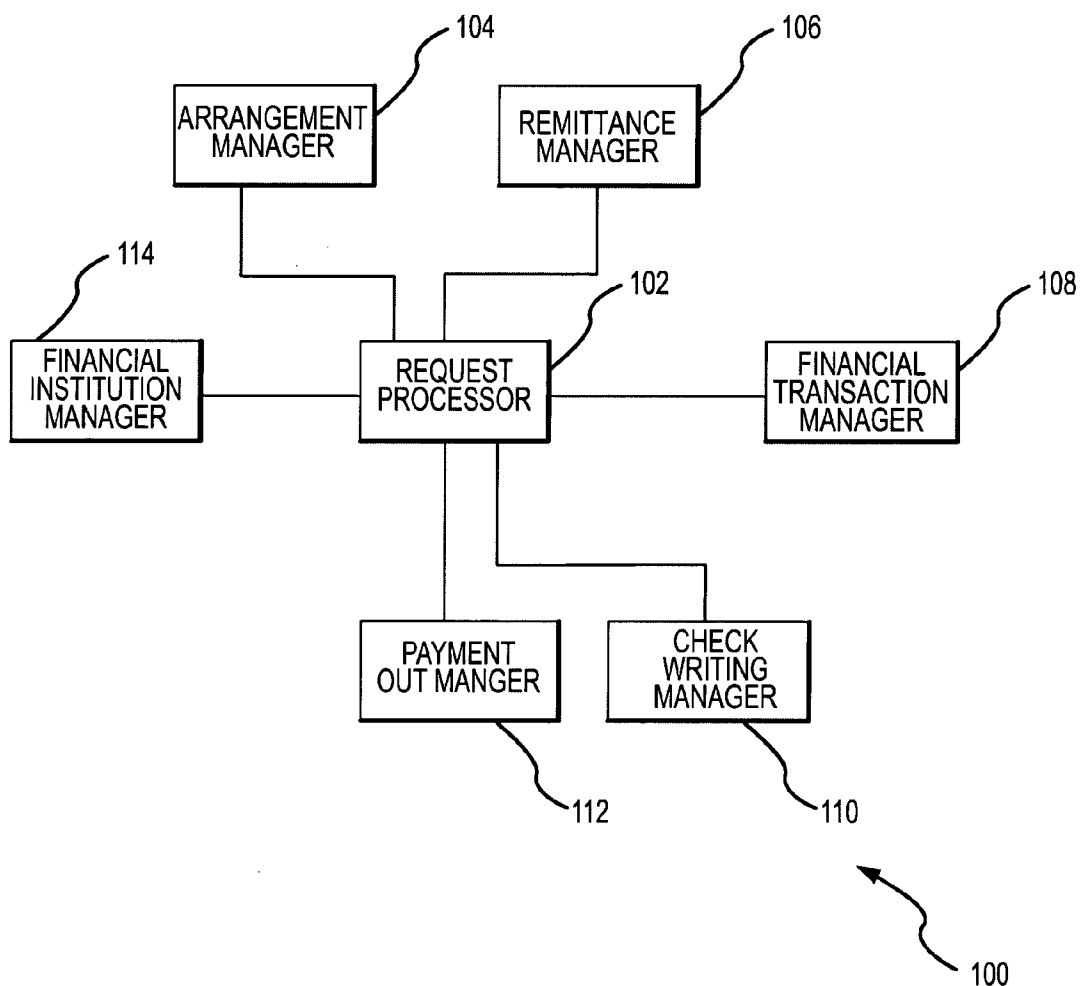 104
106
ARRANGEMENT
MANAGER
REMITTANCE
MANAGER
114
102
108
FINANCIAL
INSTITUTION
MANAGER
REQUEST
PROCESSOR
FINANCIAL
TRANSACTION
MANAGER
PAYMENT
OUT MANGER
CHECK
WRITING
MANAGER
112
110
100